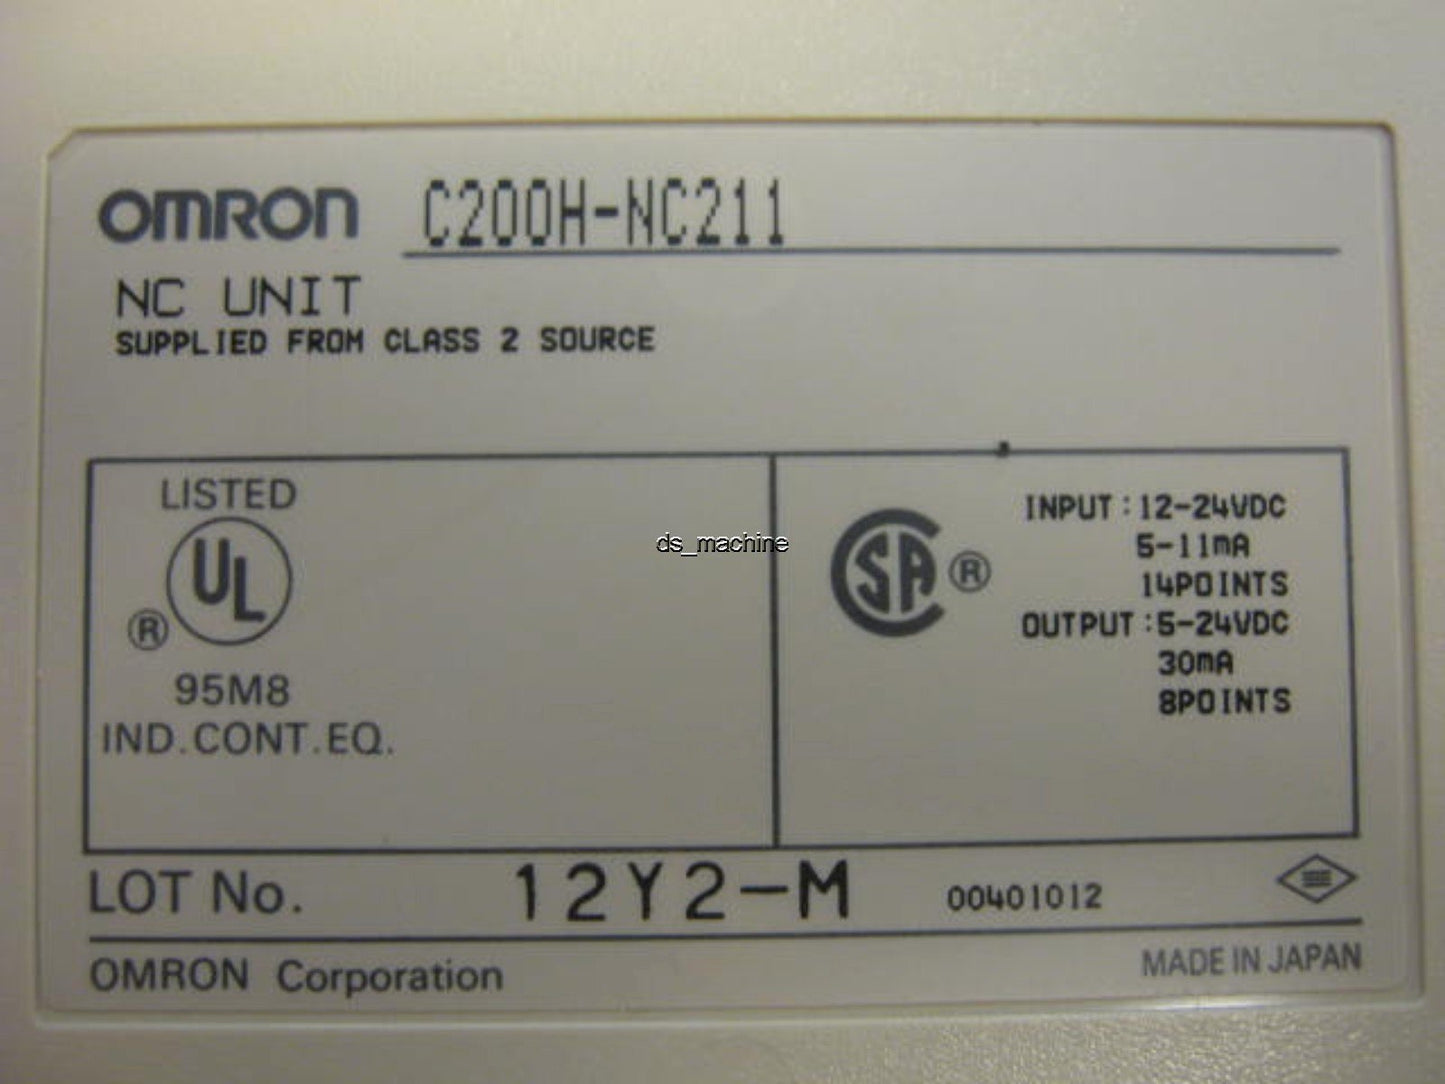 OMRON C200H-NC211
NC UNIT
SUPPLIED FROM CLASS 2 SOURCE
LISTED
UL
®
95M8
IND.CONT.EQ.
ds_machine
SA ®
INPUT:12-24VDC
5-11mA
14POINTS
OUTPUT:5-24VDC
30mA
8POINTS
LOT No. 12Y2-M 00401012
OMRON Corporation MADE IN JAPAN